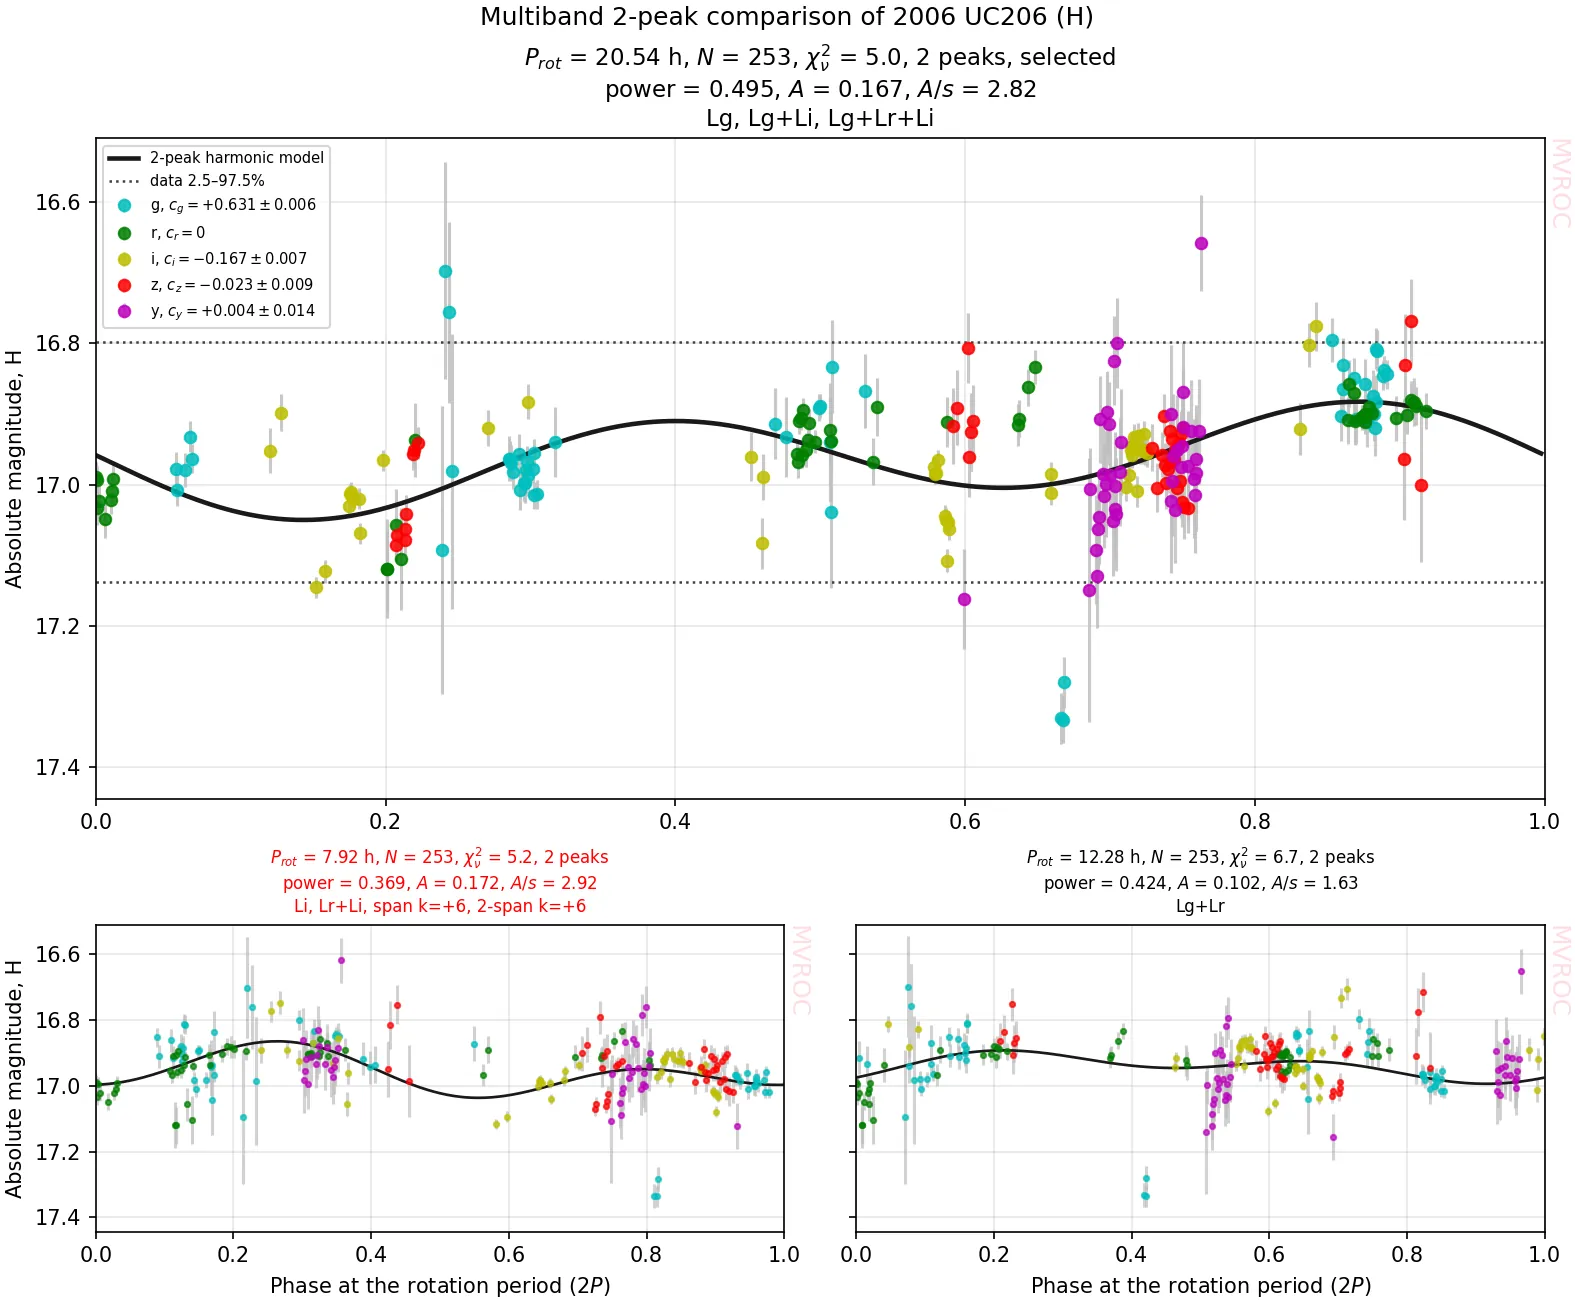 Multiband 2-peak comparison of 2006 UC206 (H)
P_rot = 20.54 h, N = 253, χ²_ν = 5.0, 2 peaks, selected
power = 0.495, A = 0.167, A/s = 2.82
Lg, Lg+Li, Lg+Lr+Li
2-peak harmonic model
data 2.5–97.5%
g, c_g = +0.631 ± 0.006
r, c_r = 0
i, c_i = −0.167 ± 0.007
z, c_z = −0.023 ± 0.009
y, c_y = +0.004 ± 0.014
MVROC
Absolute magnitude, H
16.6
16.8
17.0
17.2
17.4
0.0 0.2 0.4 0.6 0.8 1.0
P_rot = 7.92 h, N = 253, χ²_ν = 5.2, 2 peaks
power = 0.369, A = 0.172, A/s = 2.92
Li, Lr+Li, span k=+6, 2-span k=+6
MVROC
Absolute magnitude, H
16.6
16.8
17.0
17.2
17.4
0.0 0.2 0.4 0.6 0.8 1.0
Phase at the rotation period (2P)
P_rot = 12.28 h, N = 253, χ²_ν = 6.7, 2 peaks
power = 0.424, A = 0.102, A/s = 1.63
Lg+Lr
MVROC
0.0 0.2 0.4 0.6 0.8 1.0
Phase at the rotation period (2P)